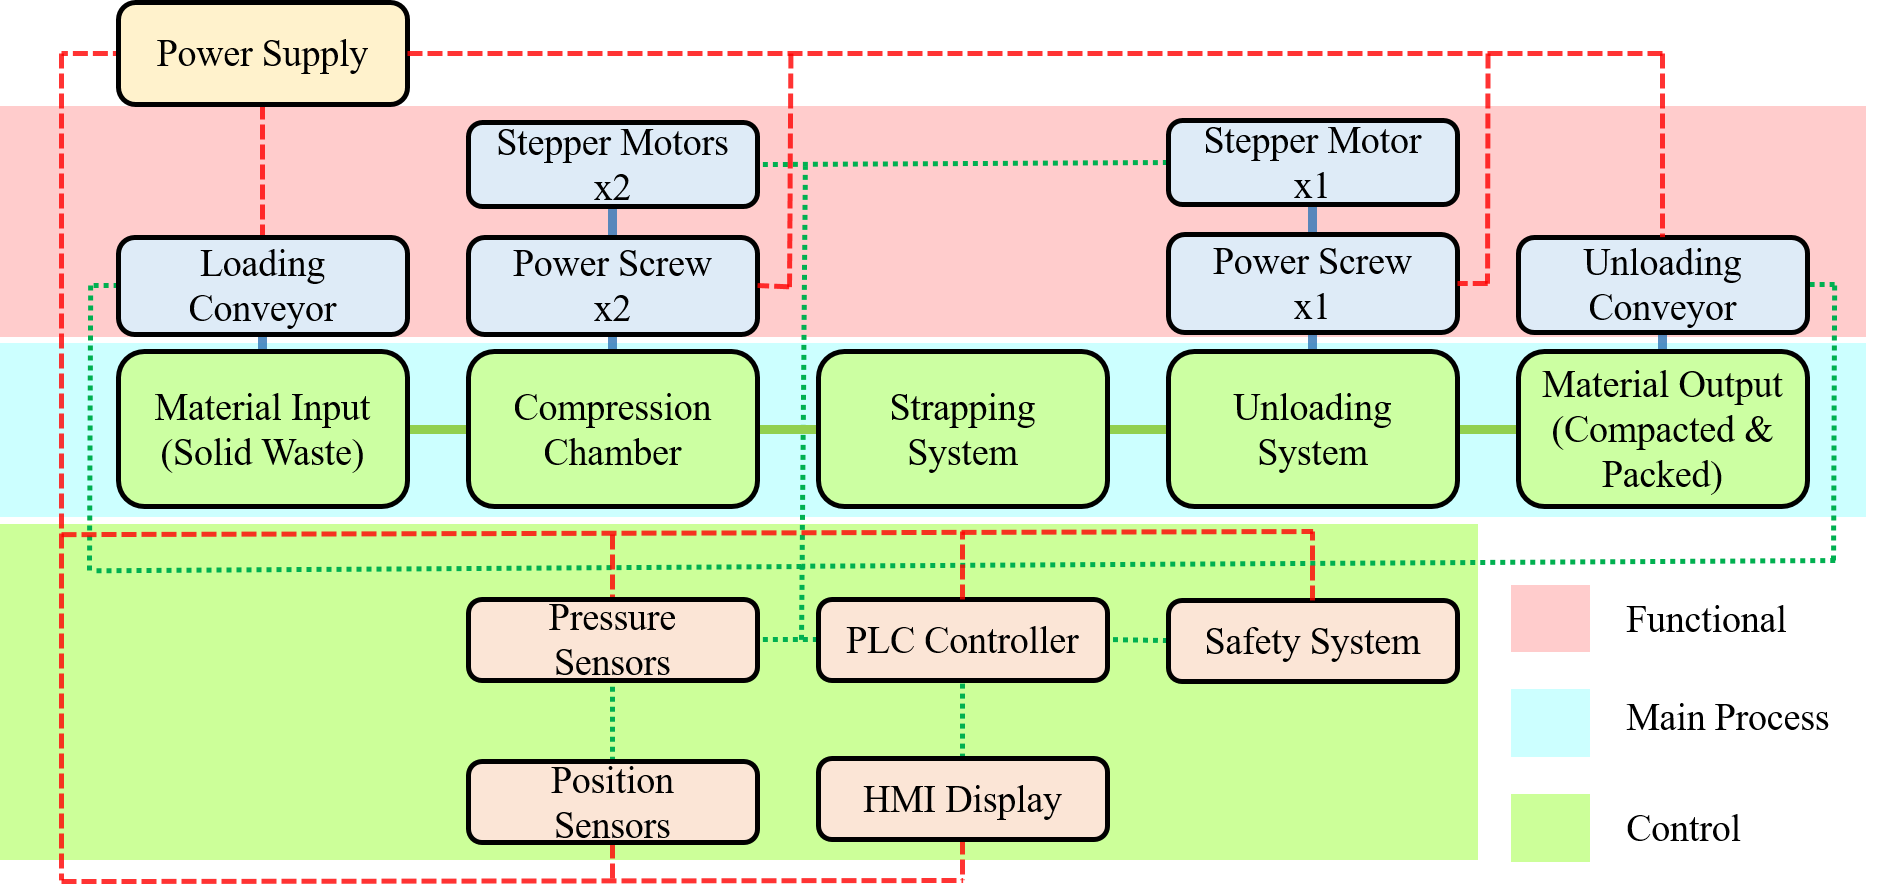 Power Supply
Stepper Motors
x2
Stepper Motor
x1
Loading
Conveyor
Power Screw
x2
Power Screw
x1
Unloading
Conveyor
Material Input
(Solid Waste)
Compression
Chamber
Strapping
System
Unloading
System
Material Output
(Compacted &
Packed)
Pressure
Sensors
PLC Controller
Safety System
Position
Sensors
HMI Display
Functional
Main Process
Control